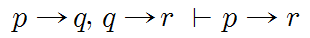 p → q, q → r ⊢ p → r